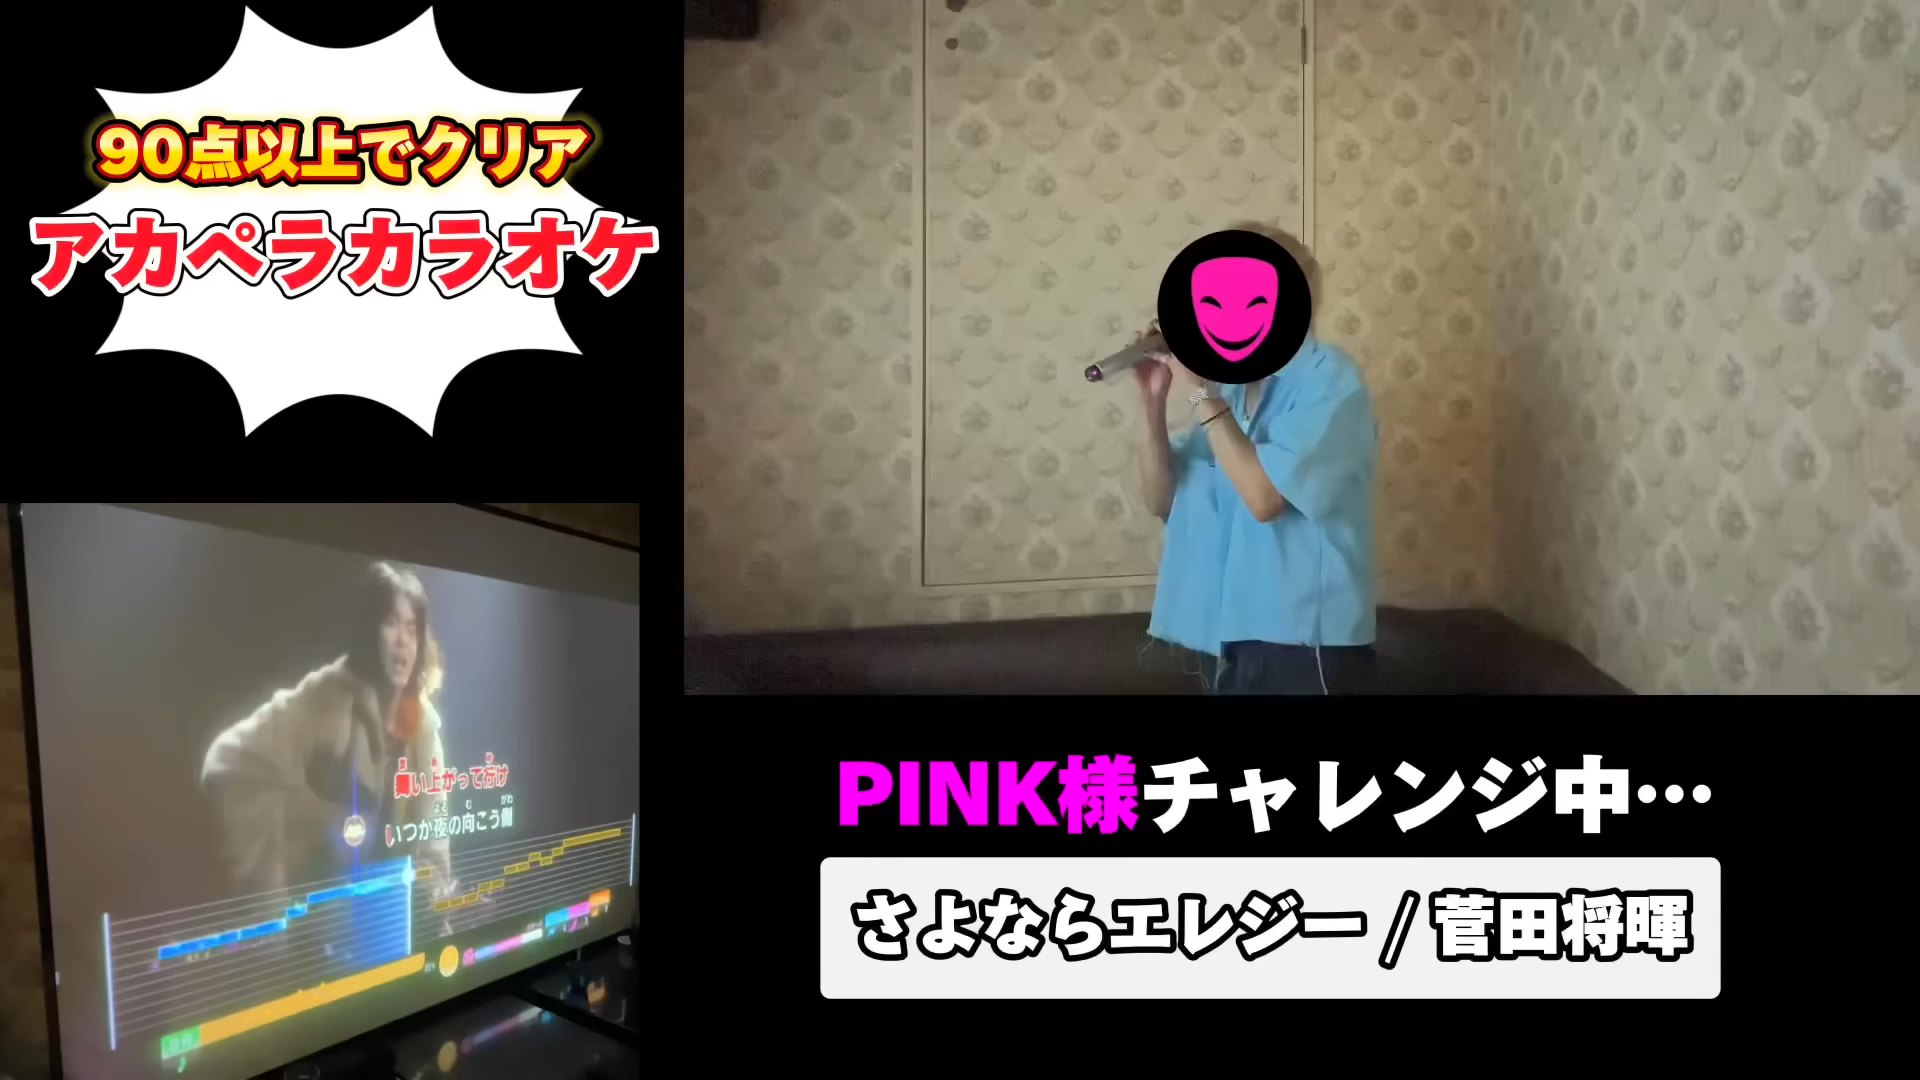 90点以上でクリア
アカペラカラオケ
舞い上がって行け
いつか夜の向こう側
PINK様チャレンジ中…
さよならエレジー / 菅田将暉